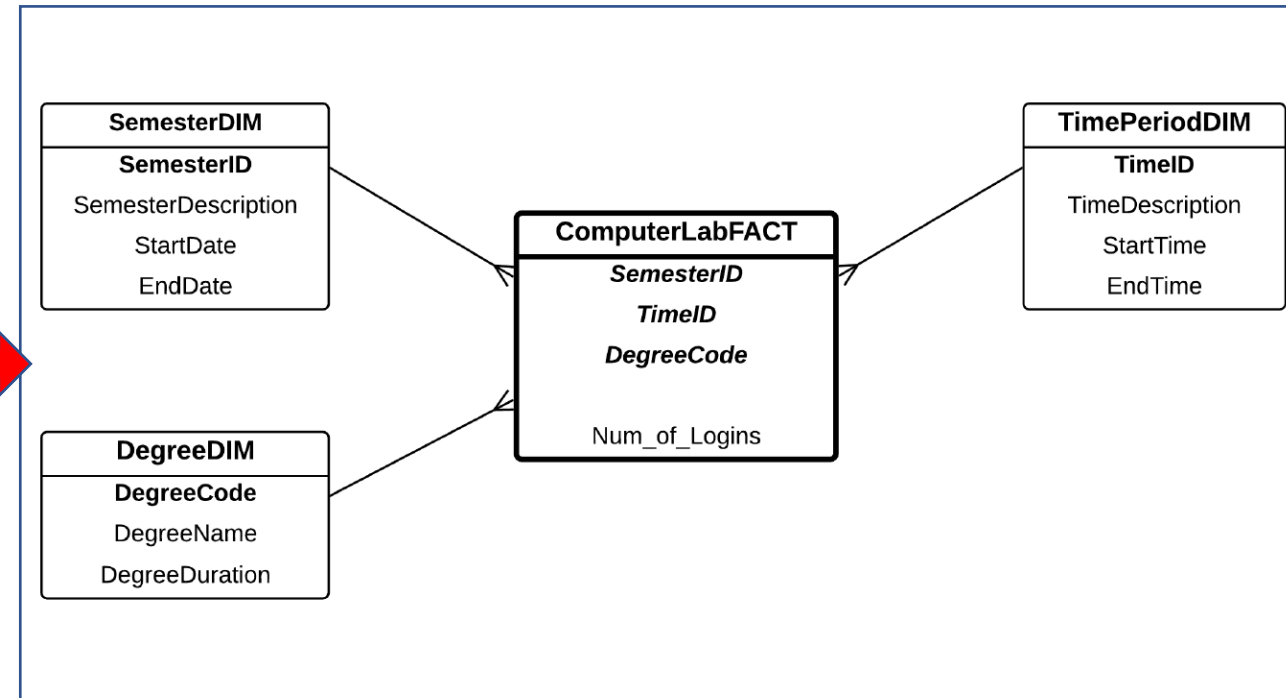 SemesterDIM
SemesterID
SemesterDescription
StartDate
EndDate
DegreeDIM
DegreeCode
DegreeName
DegreeDuration
ComputerLabFACT
SemesterID
TimeID
DegreeCode
Num_of_Logins
TimePeriodDIM
TimeID
TimeDescription
StartTime
EndTime